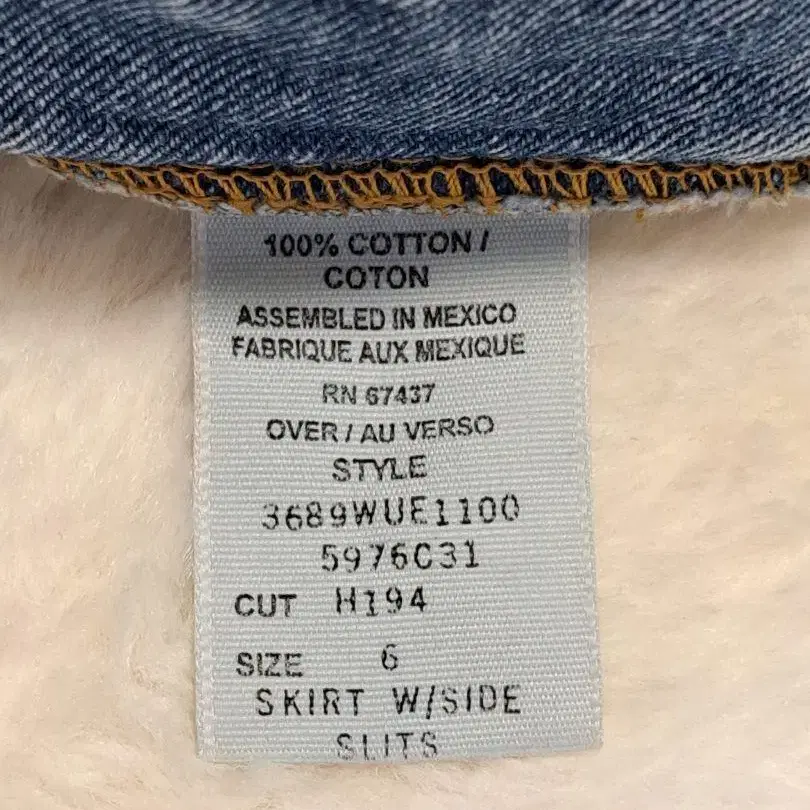 100% COTTON /
COTON
ASSEMBLED IN MEXICO
FABRIQUE AUX MEXIQUE
RN 67437
OVER / AU VERSO
STYLE
3689WUE1100
5976C31
CUT H194
SIZE 6
SKIRT W/SIDE
SLITS